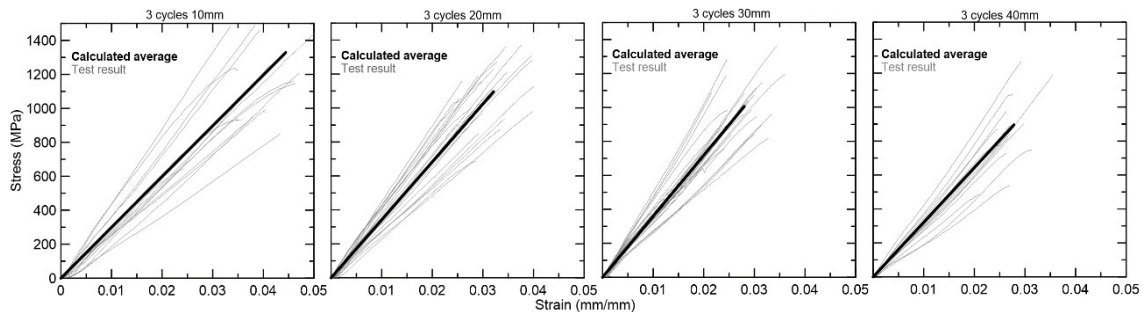 3 cycles 10mm
3 cycles 20mm
3 cycles 30mm
3 cycles 40mm
Stress (MPa)
1400
1200
1000
800
600
400
200
0
Calculated average
Test result
Calculated average
Test result
Calculated average
Test result
Calculated average
Test result
0 0.01 0.02 0.03 0.04 0.05
0.01 0.02 0.03 0.04 0.05
0.01 0.02 0.03 0.04 0.05
0.01 0.02 0.03 0.04 0.05
Strain (mm/mm)